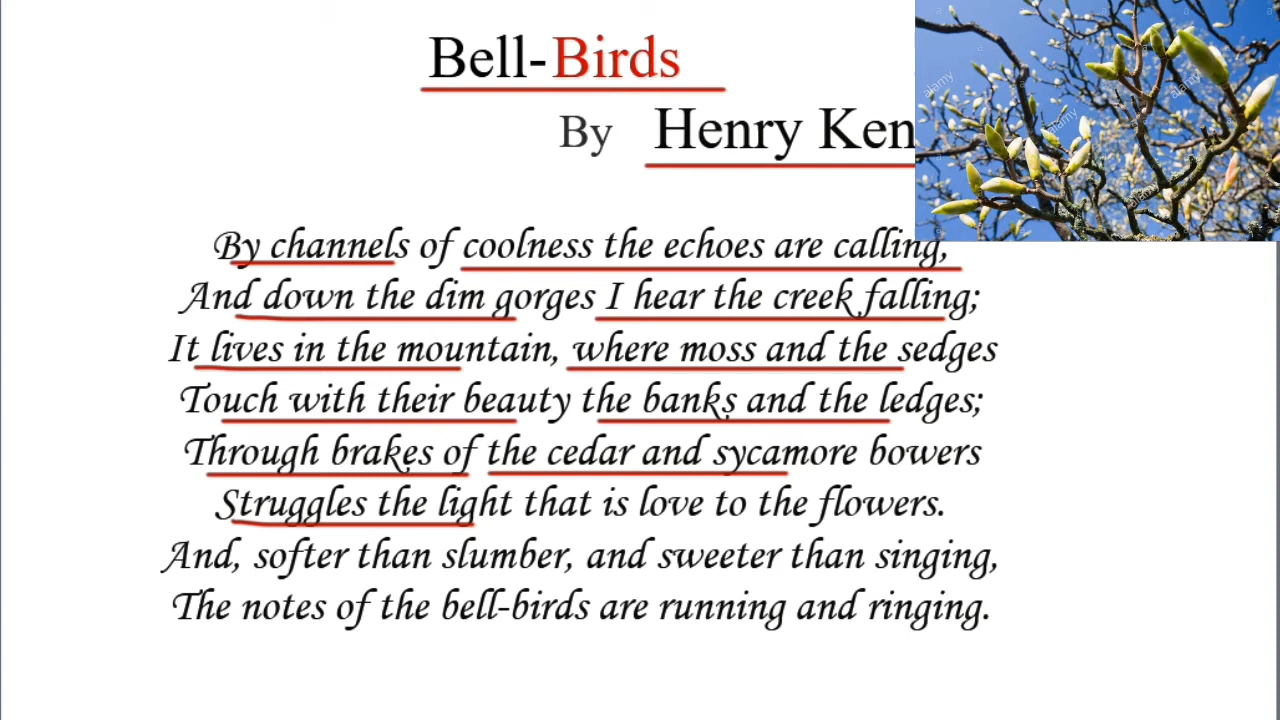 Bell-Birds
By Henry Ken
By channels of coolness the echoes are calling,
And down the dim gorges I hear the creek falling;
It lives in the mountain, where moss and the sedges
Touch with their beauty the banks and the ledges;
Through brakes of the cedar and sycamore bowers
Struggles the light that is love to the flowers.
And, softer than slumber, and sweeter than singing,
The notes of the bell-birds are running and ringing.
alamy
alamy
alamy
alamy